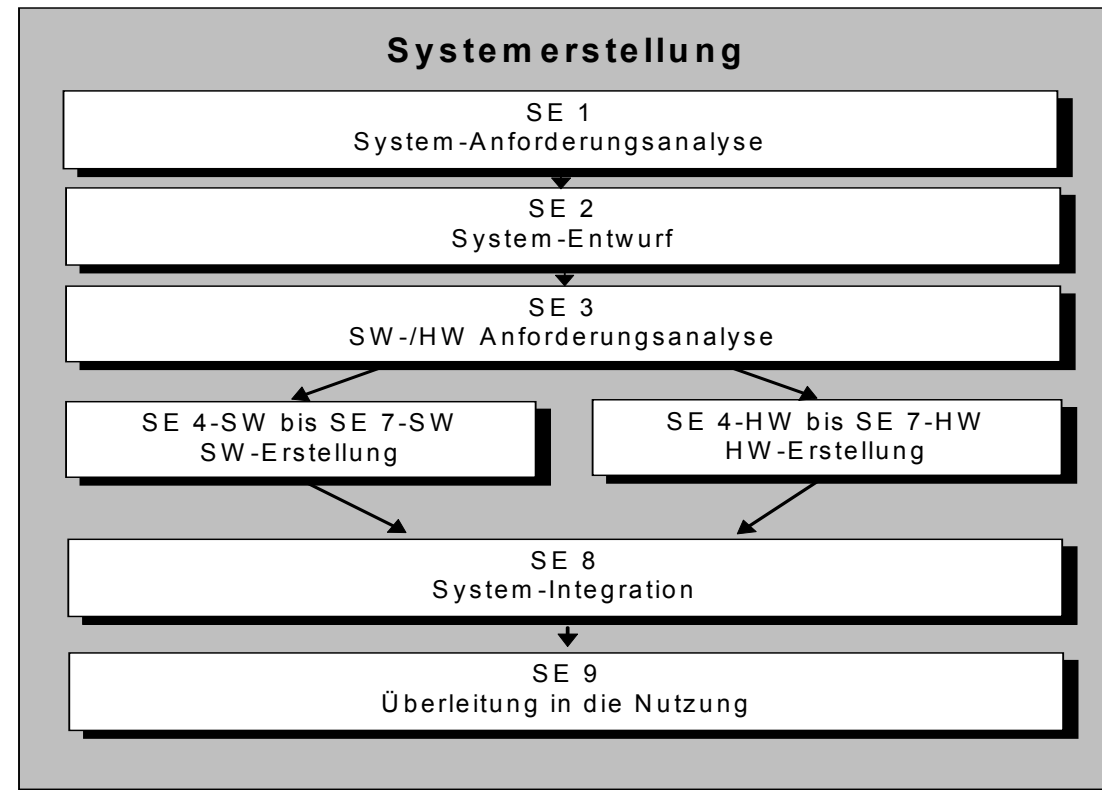 Systemerstellung
SE 1
System-Anforderungsanalyse
SE 2
System-Entwurf
SE 3
SW-/HW Anforderungsanalyse
SE 4-SW bis SE 7-SW
SW-Erstellung
SE 4-HW bis SE 7-HW
HW-Erstellung
SE 8
System-Integration
SE 9
Überleitung in die Nutzung